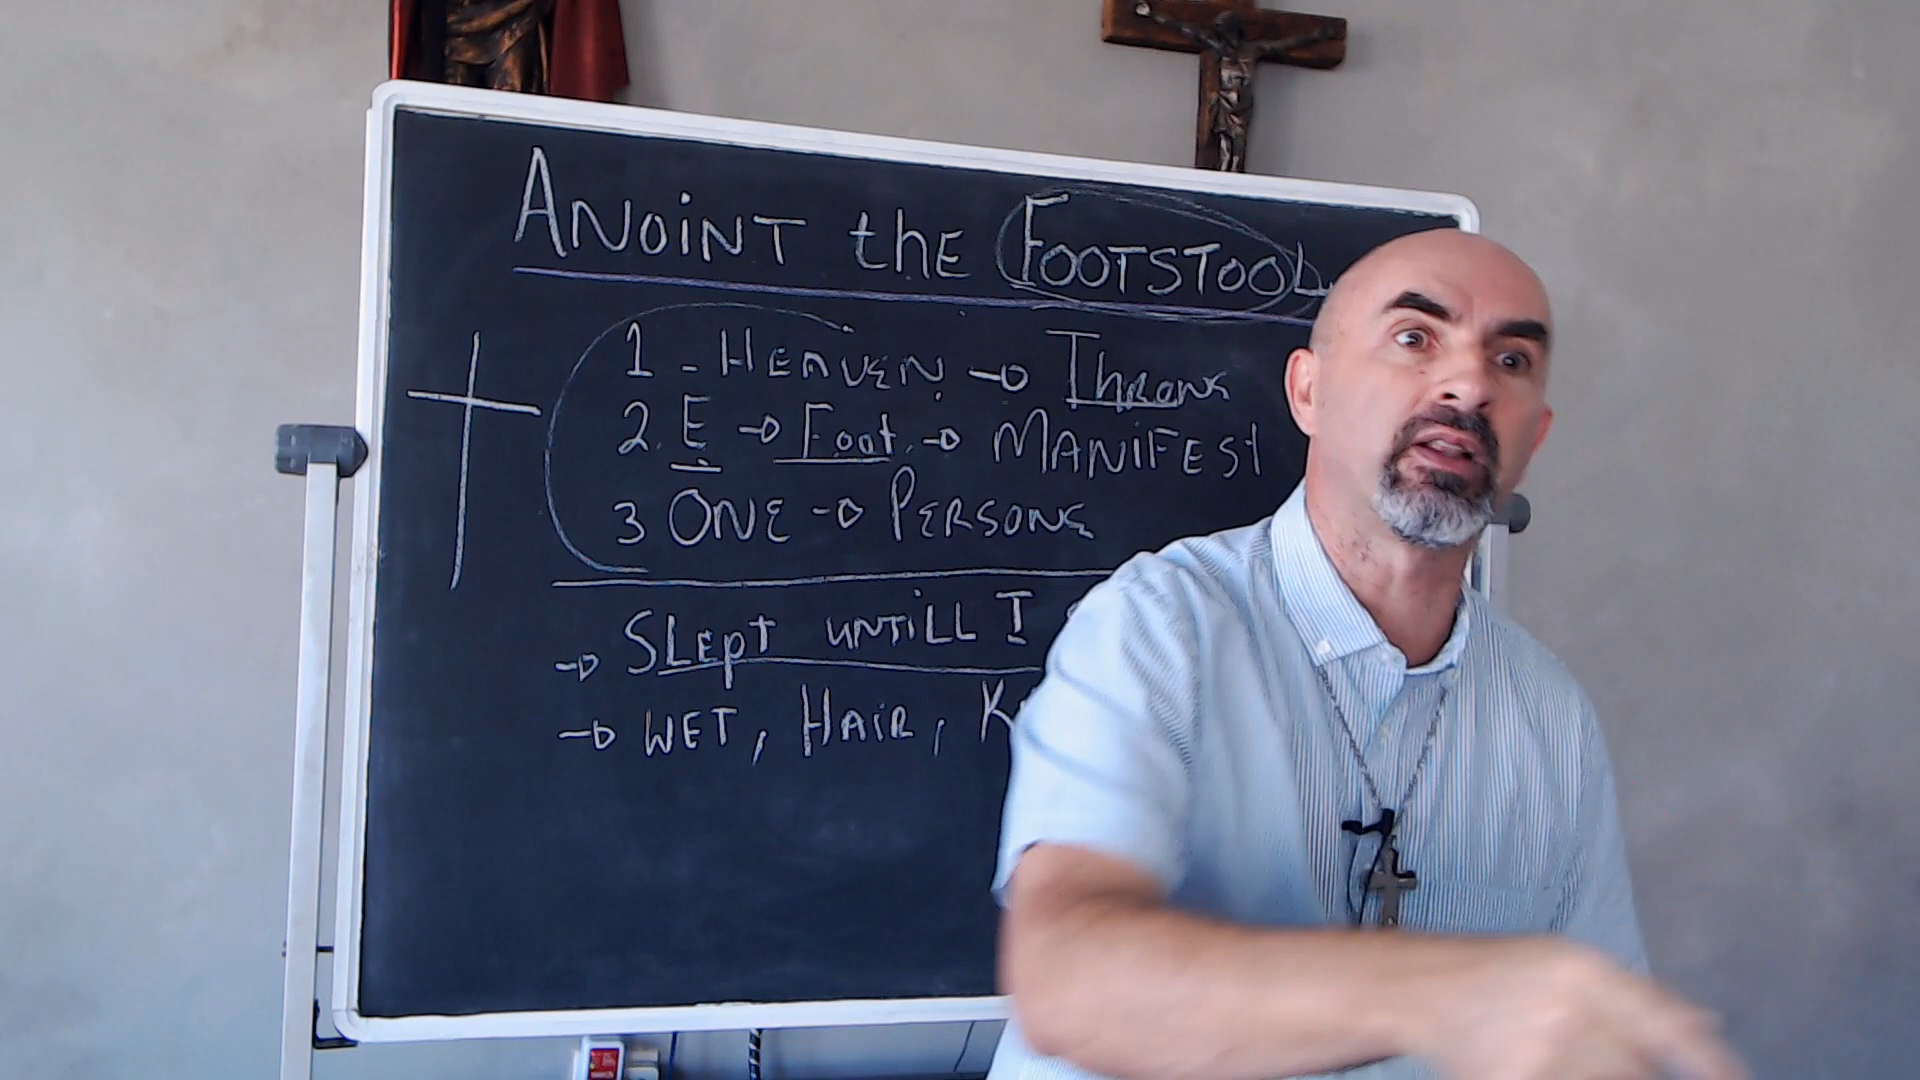 ANOINT the FOOTSTOOL
1 - HEAVEN → Throne
2. E → Foot. → MANIFEST
3 ONE → PERSONS
→ SLept UNTiLL I
→ WET, HAIR, K